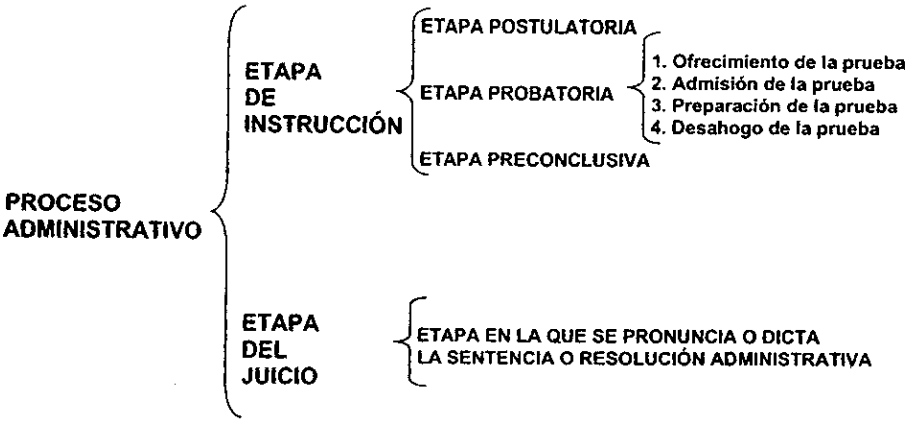 PROCESO
ADMINISTRATIVO
ETAPA
DE
INSTRUCCIÓN
ETAPA POSTULATORIA
ETAPA PROBATORIA
1. Ofrecimiento de la prueba
2. Admisión de la prueba
3. Preparación de la prueba
4. Desahogo de la prueba
ETAPA PRECONCLUSIVA
ETAPA
DEL
JUICIO
ETAPA EN LA QUE SE PRONUNCIA O DICTA
LA SENTENCIA O RESOLUCIÓN ADMINISTRATIVA